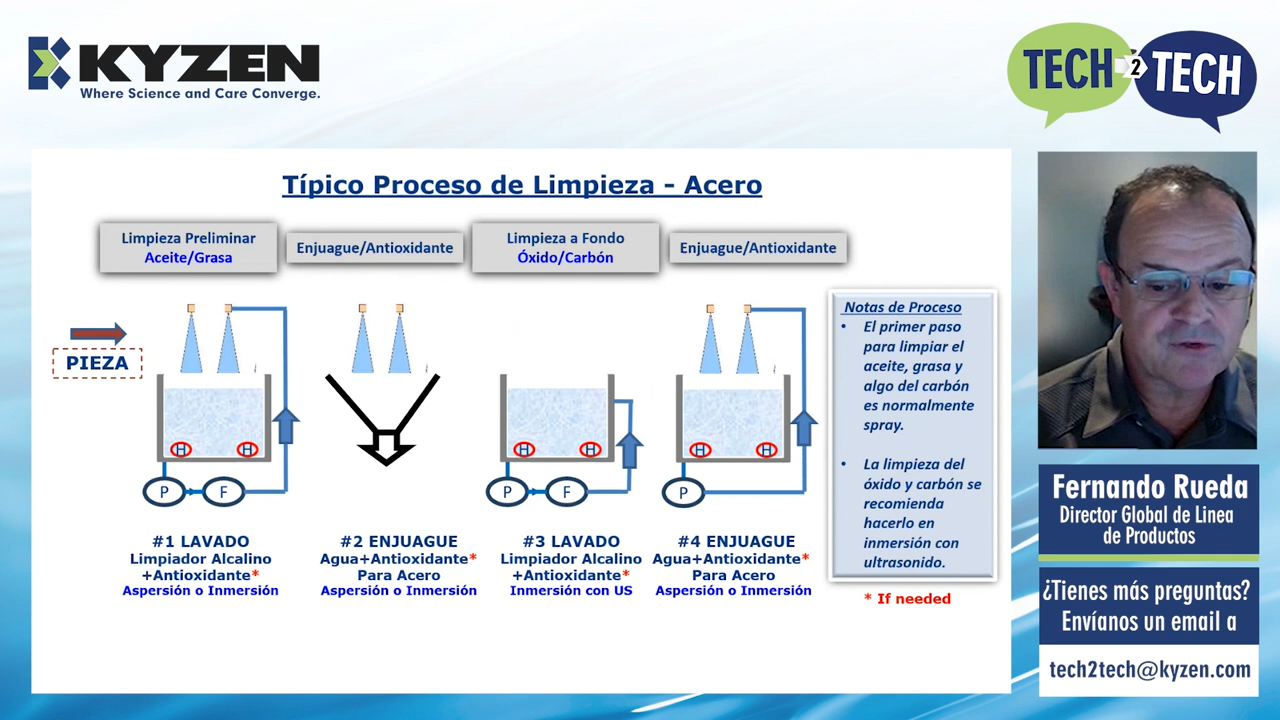 KYZEN
Where Science and Care Converge.
TECH 2 TECH
Típico Proceso de Limpieza - Acero
Limpieza Preliminar
Aceite/Grasa
Enjuague/Antioxidante
Limpieza a Fondo
Óxido/Carbón
Enjuague/Antioxidante
PIEZA
H H
P F
H H
P F
H H
P
#1 LAVADO
Limpiador Alcalino
+Antioxidante*
Aspersión o Inmersión
#2 ENJUAGUE
Agua+Antioxidante*
Para Acero
Aspersión o Inmersión
#3 LAVADO
Limpiador Alcalino
+Antioxidante*
Inmersión con US
#4 ENJUAGUE
Agua+Antioxidante*
Para Acero
Aspersión o Inmersión
Notas de Proceso
• El primer paso
para limpiar el
aceite, grasa y
algo del carbón
es normalmente
spray.
• La limpieza del
óxido y carbón se
recomienda
hacerlo en
inmersión con
ultrasonido.
* If needed
Fernando Rueda
Director Global de Linea
de Productos
¿Tienes más preguntas?
Envíanos un email a
tech2tech@kyzen.com